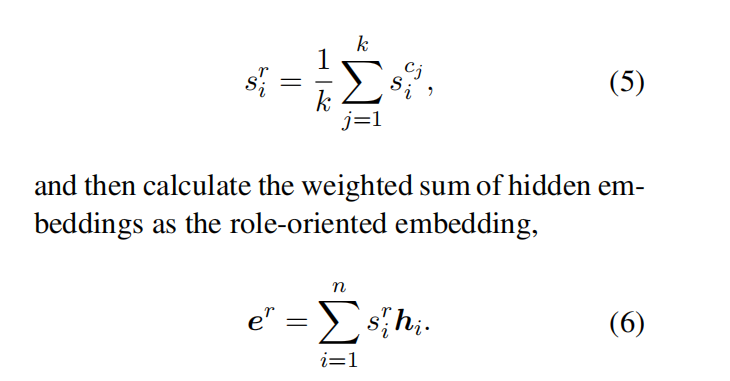 s_i^r = \frac{1}{k} \sum_{j=1}^{k} s_i^{c_j}, (5)
and then calculate the weighted sum of hidden em-
beddings as the role-oriented embedding,
e^r = \sum_{i=1}^{n} s_i^r h_i. (6)